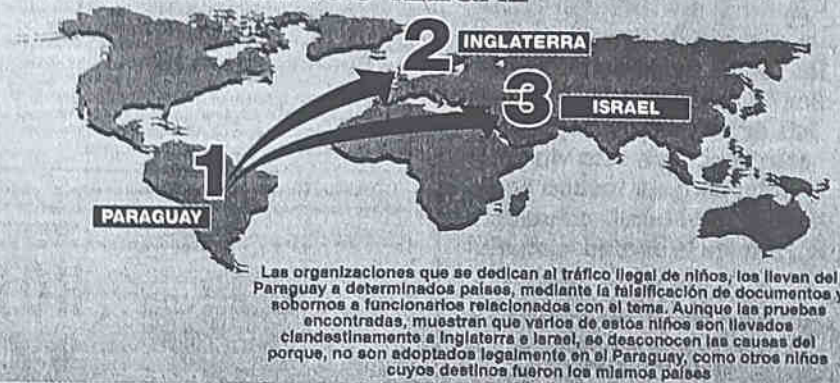 2
INGLATERRA
3
ISRAEL
1
PARAGUAY
Las organizaciones que se dedican al tráfico ilegal de niños, los llevan del
Paraguay a determinados países, mediante la falsificación de documentos y
sobornos a funcionarios relacionados con el tema. Aunque las pruebas
encontradas, muestran que varios de estos niños son llevados
clandestinamente a Inglaterra e Israel, se desconocen las causas del
porque, no son adoptados legalmente en el Paraguay, como otros niños
cuyos destinos fueron los mismos países